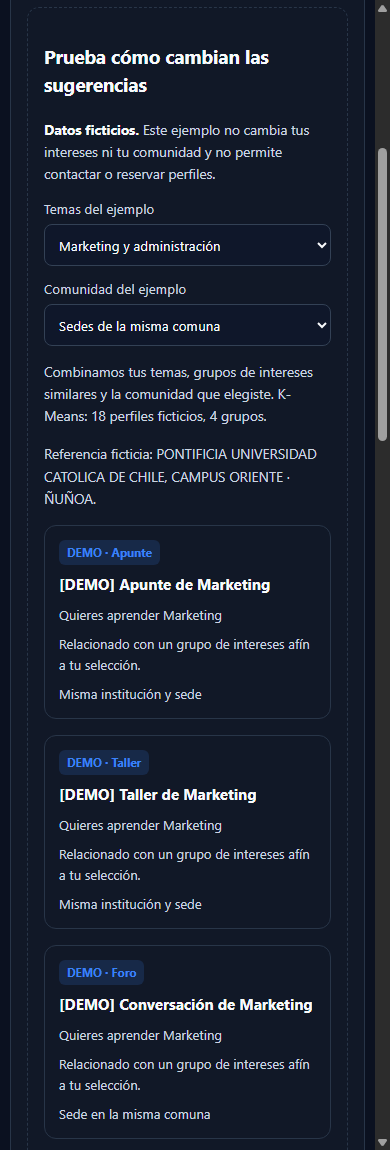 Prueba cómo cambian las
sugerencias
Datos ficticios. Este ejemplo no cambia tus
intereses ni tu comunidad y no permite
contactar o reservar perfiles.
Temas del ejemplo
Marketing y administración
Comunidad del ejemplo
Sedes de la misma comuna
Combinamos tus temas, grupos de intereses
similares y la comunidad que elegiste. K-
Means: 18 perfiles ficticios, 4 grupos.
Referencia ficticia: PONTIFICIA UNIVERSIDAD
CATOLICA DE CHILE, CAMPUS ORIENTE ·
ÑUÑOA.
DEMO · Apunte
[DEMO] Apunte de Marketing
Quieres aprender Marketing
Relacionado con un grupo de intereses afín
a tu selección.
Misma institución y sede
DEMO · Taller
[DEMO] Taller de Marketing
Quieres aprender Marketing
Relacionado con un grupo de intereses afín
a tu selección.
Misma institución y sede
DEMO · Foro
[DEMO] Conversación de Marketing
Quieres aprender Marketing
Relacionado con un grupo de intereses afín
a tu selección.
Sede en la misma comuna